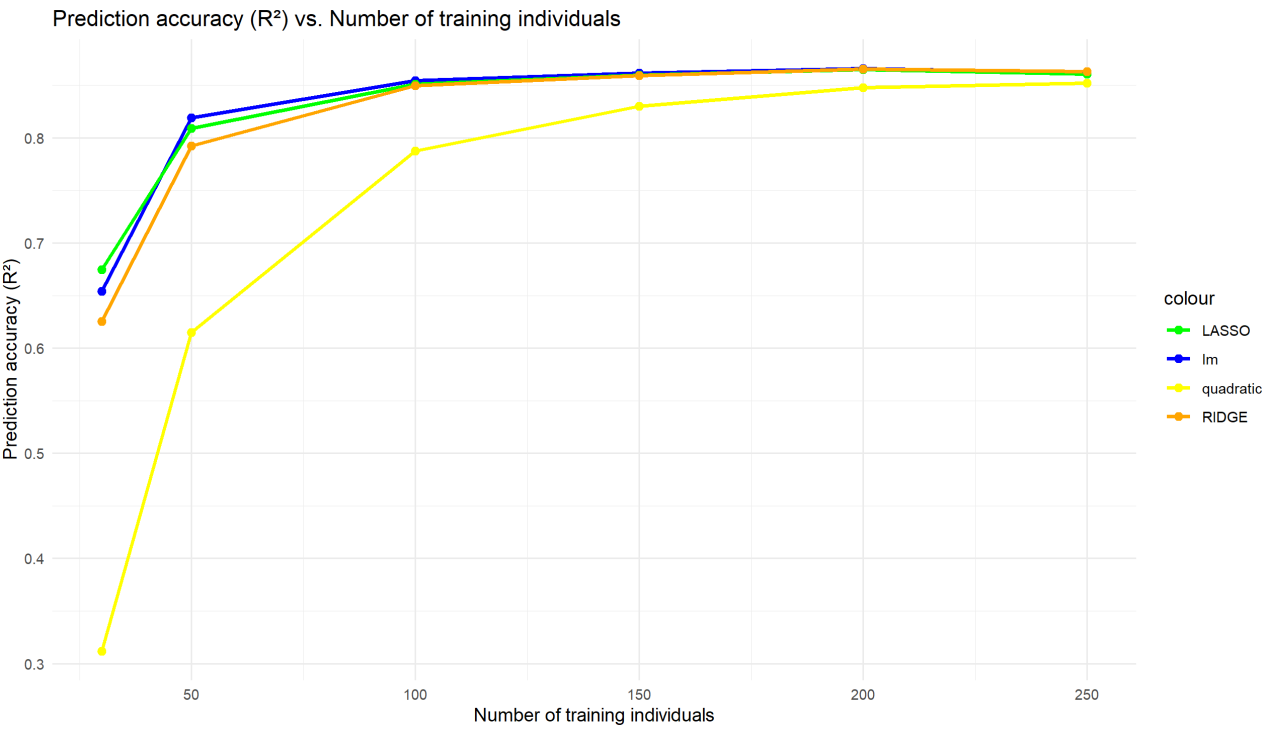 Prediction accuracy (R²) vs. Number of training individuals
Prediction accuracy (R²)
0.8
0.7
0.6
0.5
0.4
0.3
50 100 150 200 250
Number of training individuals
colour
LASSO
lm
quadratic
RIDGE